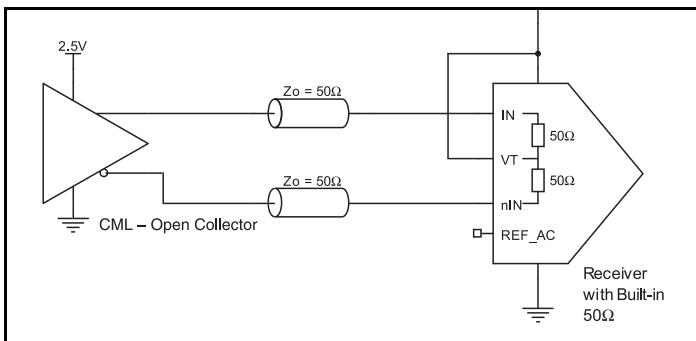 2.5V
Zo = 50Ω
IN
50Ω
VT
Zo = 50Ω
50Ω
nIN
CML – Open Collector
REF_AC
Receiver
with Built-in
50Ω